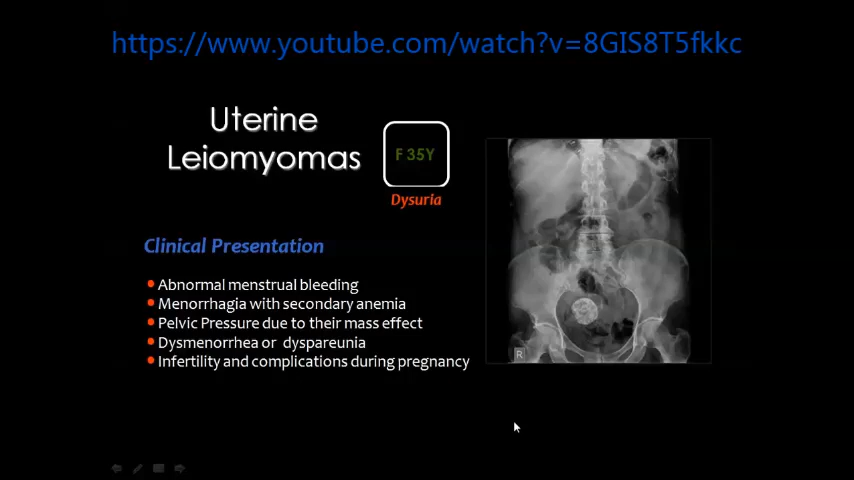 https://www.youtube.com/watch?v=8GIS8T5fkkc
Uterine
Leiomyomas
F 35Y
Dysuria
Clinical Presentation
Abnormal menstrual bleeding
Menorrhagia with secondary anemia
Pelvic Pressure due to their mass effect
Dysmenorrhea or dyspareunia
Infertility and complications during pregnancy
R